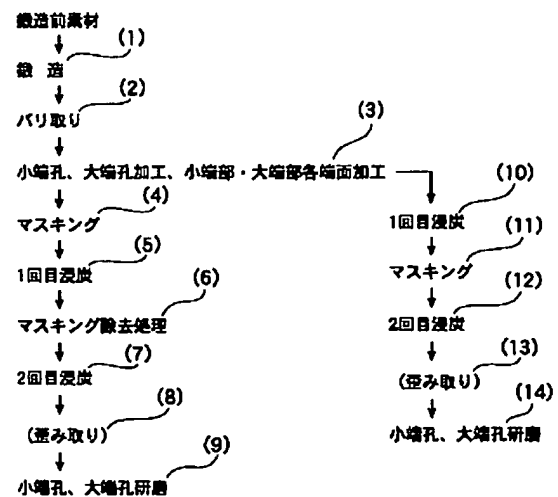 鍛造前素材
(1)
鍛 造
(2)
バリ取り
(3)
小端孔、大端孔加工、小端部・大端部各端面加工
(4)
マスキング
(5)
1回目浸炭
(6)
マスキング除去処理
(7)
2回目浸炭
(8)
(歪み取り)
(9)
小端孔、大端孔研磨
(10)
1回目浸炭
(11)
マスキング
(12)
2回目浸炭
(13)
(歪み取り)
(14)
小端孔、大端孔研磨